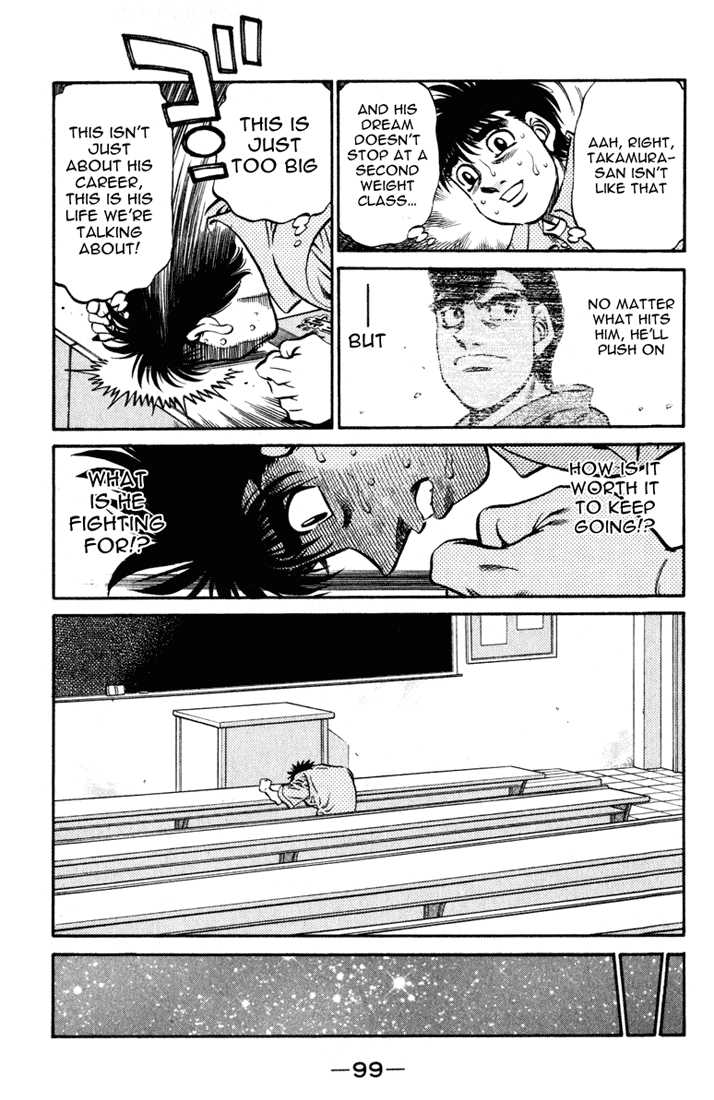 AAH, RIGHT,
TAKAMURA-
SAN ISN'T
LIKE THAT
AND HIS
DREAM
DOESN'T
STOP AT A
SECOND
WEIGHT
CLASS...
NO MATTER
WHAT HITS
HIM, HE'LL
PUSH ON
|
BUT
ゴ!!
THIS IS
JUST
TOO BIG
THIS ISN'T
JUST
ABOUT HIS
CAREER,
THIS IS HIS
LIFE WE'RE
TALKING
ABOUT!
HOW IS IT
WORTH IT
TO KEEP
GOING!?
WHAT
IS HE
FIGHTING
FOR!?
—99—